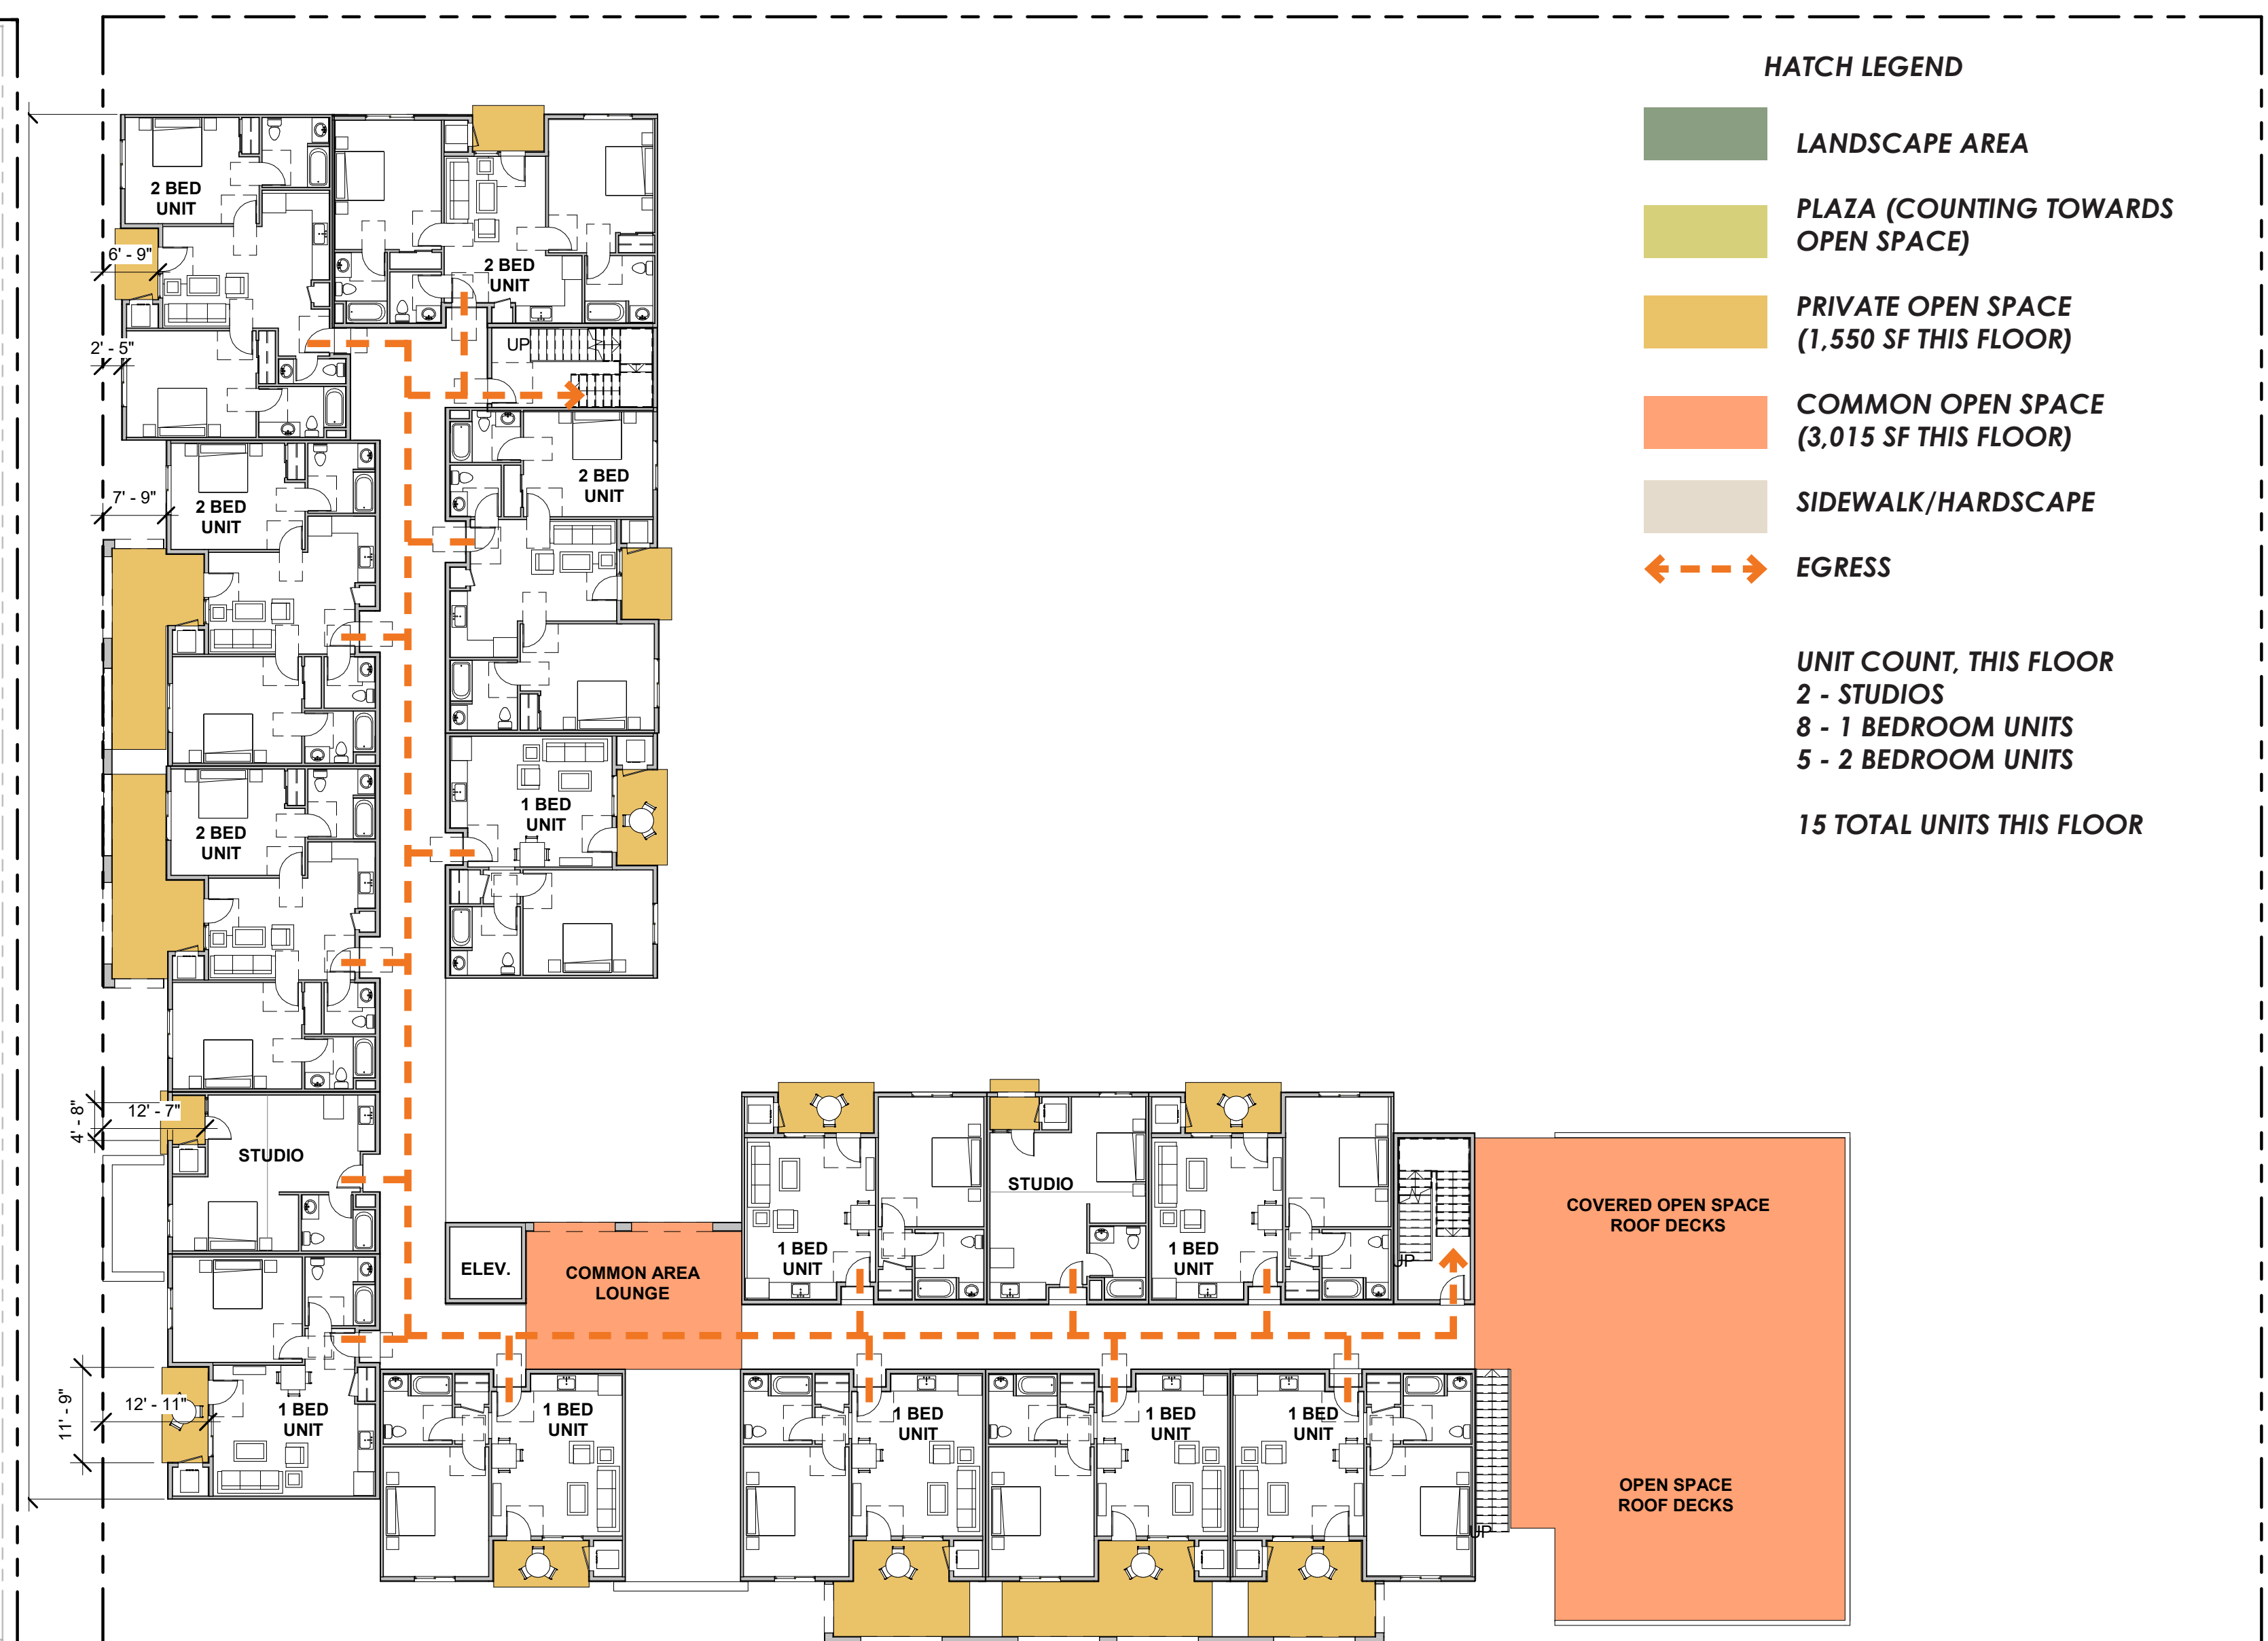 HATCH LEGEND
LANDSCAPE AREA
PLAZA (COUNTING TOWARDS
OPEN SPACE)
PRIVATE OPEN SPACE
(1,550 SF THIS FLOOR)
COMMON OPEN SPACE
(3,015 SF THIS FLOOR)
SIDEWALK/HARDSCAPE
EGRESS
UNIT COUNT, THIS FLOOR
2 - STUDIOS
8 - 1 BEDROOM UNITS
5 - 2 BEDROOM UNITS
15 TOTAL UNITS THIS FLOOR
2 BED
UNIT
6' - 9"
2 BED
UNIT
2' - 5"
UP
2 BED
UNIT
7' - 9"
2 BED
UNIT
1 BED
UNIT
2 BED
UNIT
4' - 8"
12' - 7"
STUDIO
STUDIO
1 BED
UNIT
1 BED
UNIT
UP
ELEV.
COMMON AREA
LOUNGE
COVERED OPEN SPACE
ROOF DECKS
11' - 9"
12' - 11"
1 BED
UNIT
1 BED
UNIT
1 BED
UNIT
1 BED
UNIT
1 BED
UNIT
UP
OPEN SPACE
ROOF DECKS